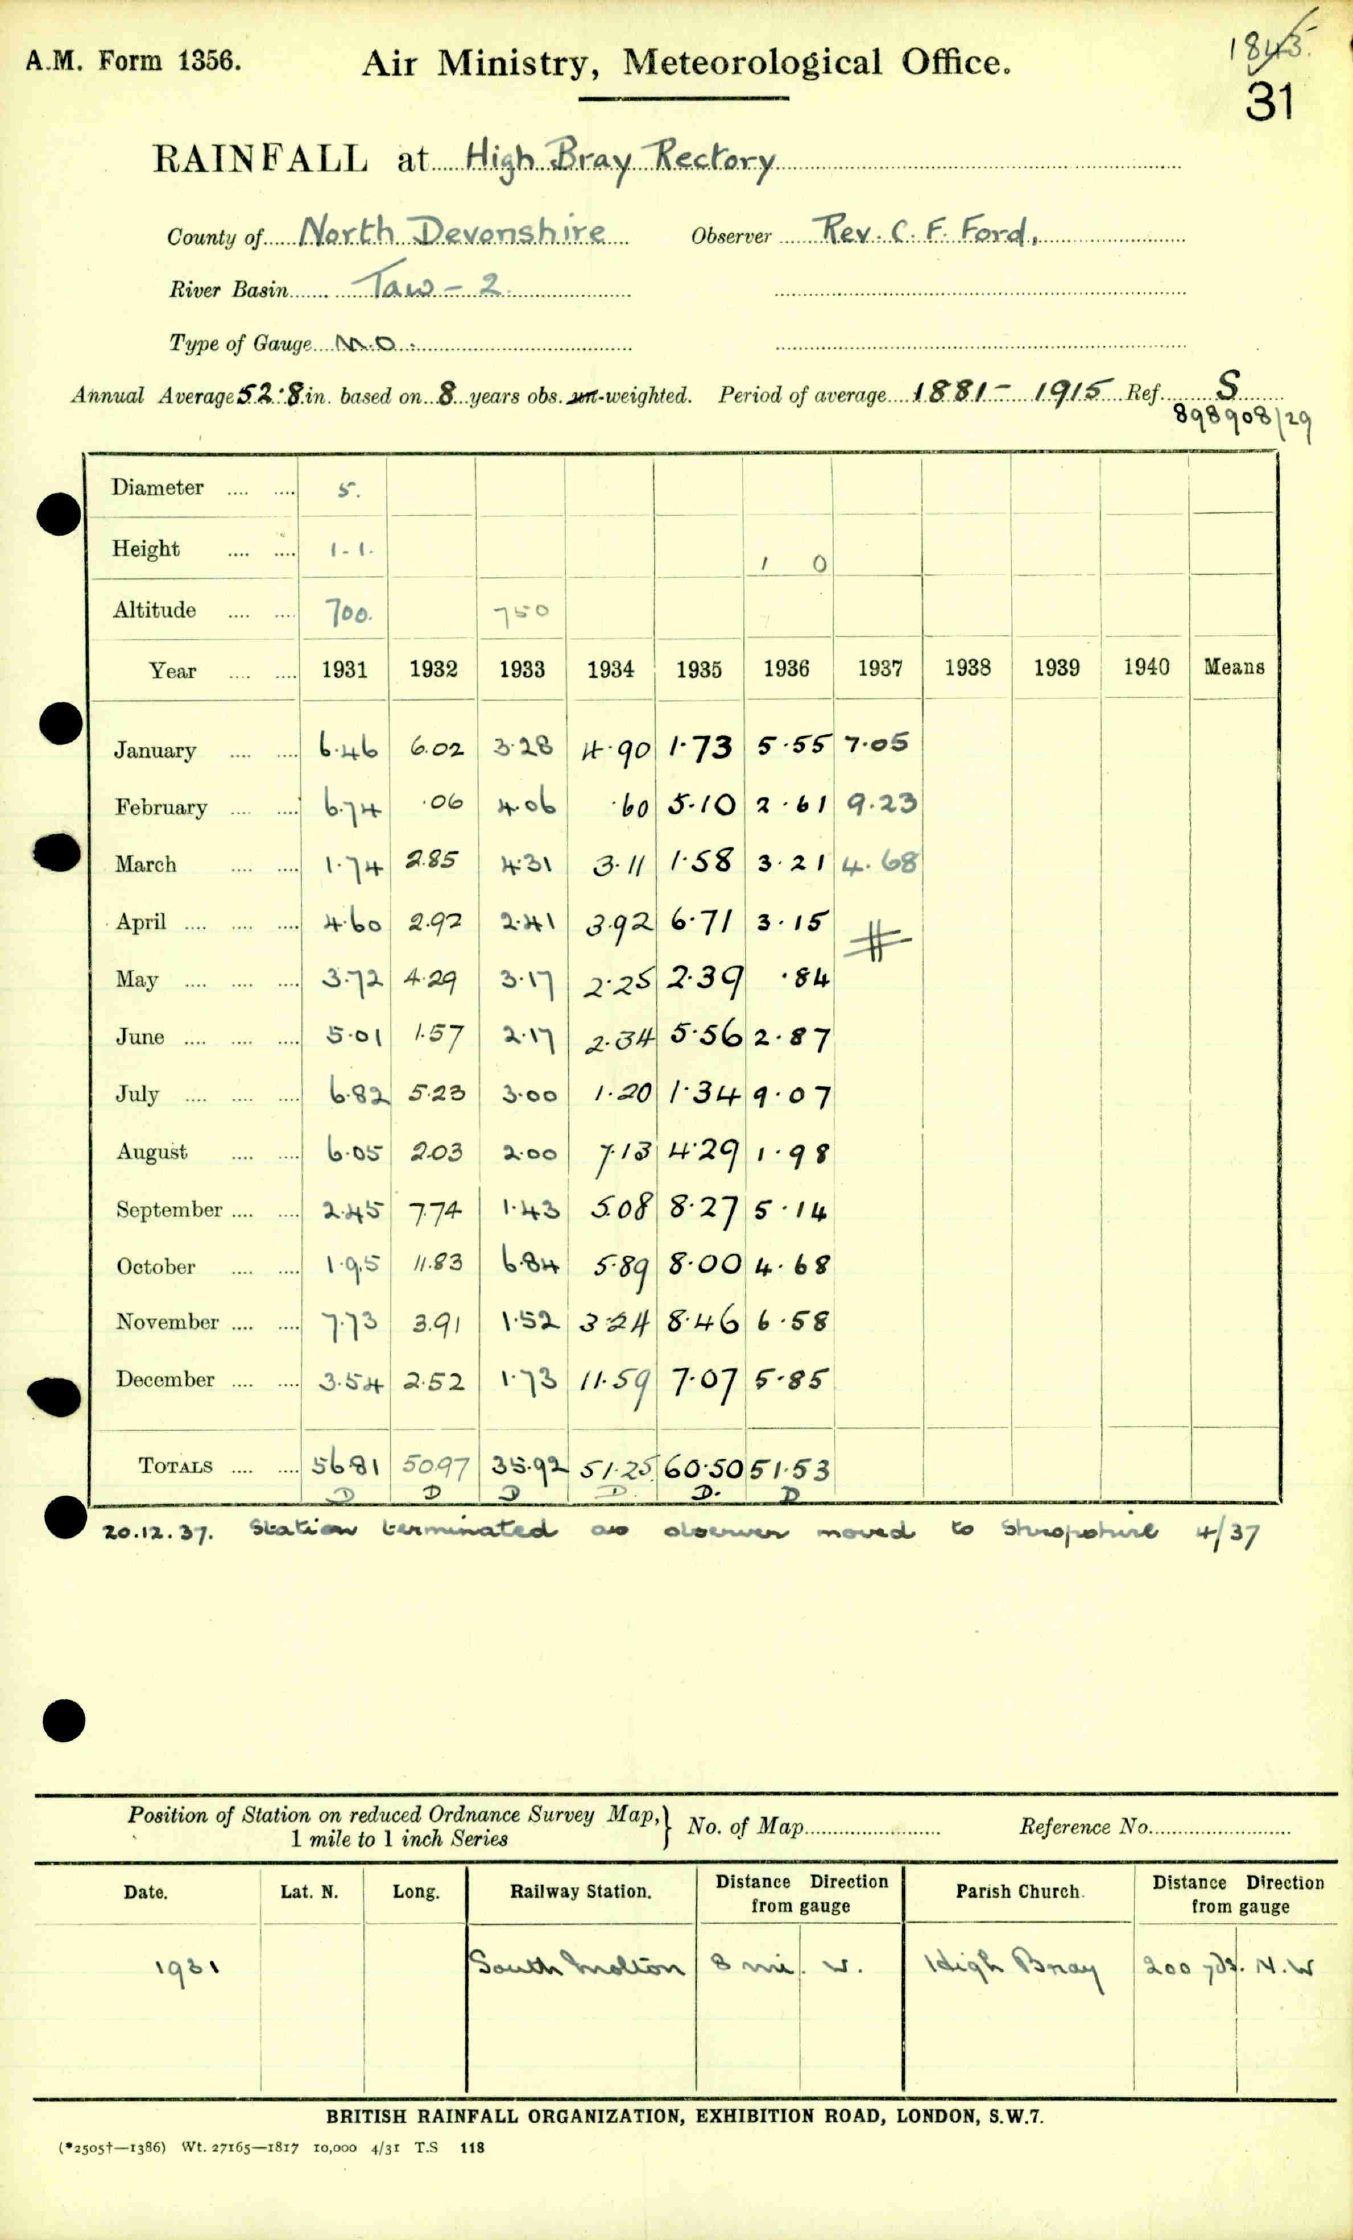 A.M. Form 1356.
Air Ministry, Meteorological Office.
1843
31
RAINFALL at High Bray Rectory
County of North Devonshire Observer Rev. C. F. Ford,
River Basin Taw - 2.
Type of Gauge M.O.
Annual Average 52.8 in. based on 8 years obs. un-weighted. Period of average 1881 - 1915 Ref. S
898908/29
Diameter .... .... 5.
Height .... .... 1-1. 1 0
Altitude .... .... 700. 750
Year .... .... 1931 1932 1933 1934 1935 1936 1937 1938 1939 1940 Means
January .... .... 6.46 6.02 3.28 4.90 1.73 5.55 7.05
February .... .... 6.74 .06 4.06 .60 5.10 2.61 9.23
March .... .... 1.74 2.85 4.31 3.11 1.58 3.21 4.68
April .... .... .... 4.60 2.92 2.41 3.92 6.71 3.15
May .... .... .... 3.72 4.29 3.17 2.25 2.39 .84
June .... .... .... 5.01 1.57 2.17 2.34 5.56 2.87
July .... .... .... 6.82 5.23 3.00 1.20 1.34 9.07
August .... .... 6.05 2.03 2.00 7.13 4.29 1.98
September .... .... 2.45 7.74 1.43 5.08 8.27 5.14
October .... .... 1.95 11.83 6.84 5.89 8.00 4.68
November .... .... 7.73 3.91 1.52 3.24 8.46 6.58
December .... .... 3.54 2.52 1.73 11.59 7.07 5.85
TOTALS .... .... 56.81 50.97 35.92 51.25 60.50 51.53
D D D D. D. D
20.12.37. Station terminated as observer moved to Shropshire 4/37
Position of Station on reduced Ordnance Survey Map, } No. of Map Reference No.
1 mile to 1 inch Series
Date. Lat. N. Long. Railway Station. Distance Direction from gauge Parish Church. Distance Direction from gauge
1931 South Molton 8 mi. W. High Bray 200 yds. N.W
BRITISH RAINFALL ORGANIZATION, EXHIBITION ROAD, LONDON, S.W.7.
(*2505†—1386) Wt. 27165—1817 10,000 4/31 T.S 118